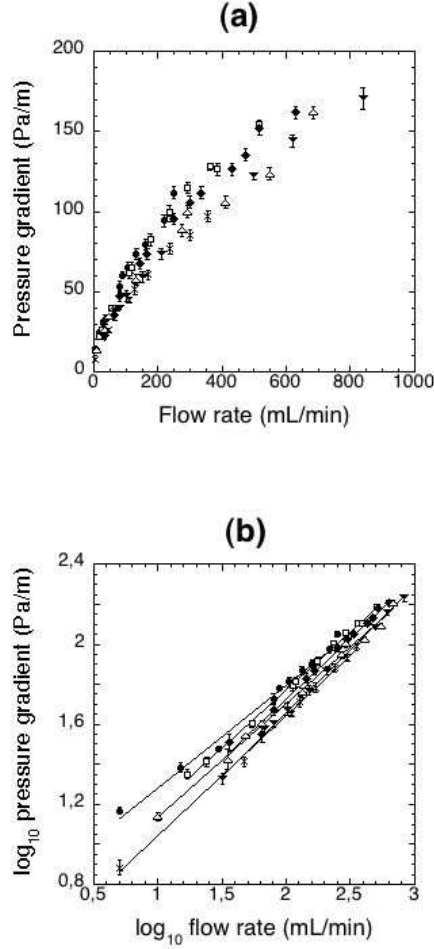 (a)
Pressure gradient (Pa/m)
200
150
100
50
0
0 200 400 600 800 1000
Flow rate (mL/min)
(b)
log10 pressure gradient (Pa/m)
2,4
2
1,6
1,2
0,8
0,5 1 1,5 2 2,5 3
log10 flow rate (mL/min)